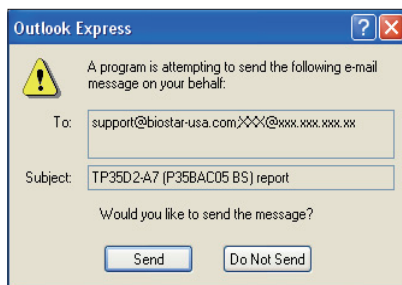 Outlook Express
A program is attempting to send the following e-mail
message on your behalf:
To: support@biostar-usa.com;XXX@xxx.xxx.xxx.xx
Subject: TP35D2-A7 (P35BAC05 BS) report
Would you like to send the message?
Send Do Not Send